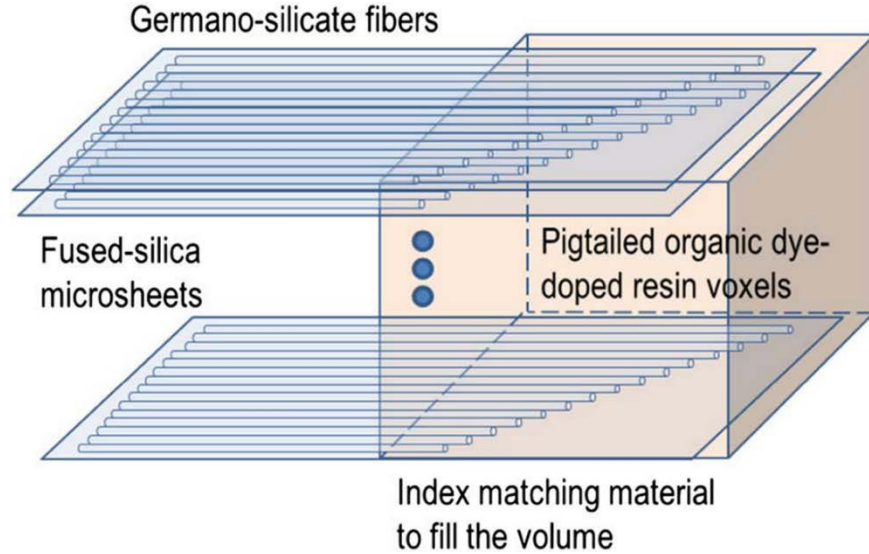 Germano-silicate fibers
Fused-silica
microsheets
Pigtailed organic dye-
doped resin voxels
Index matching material
to fill the volume